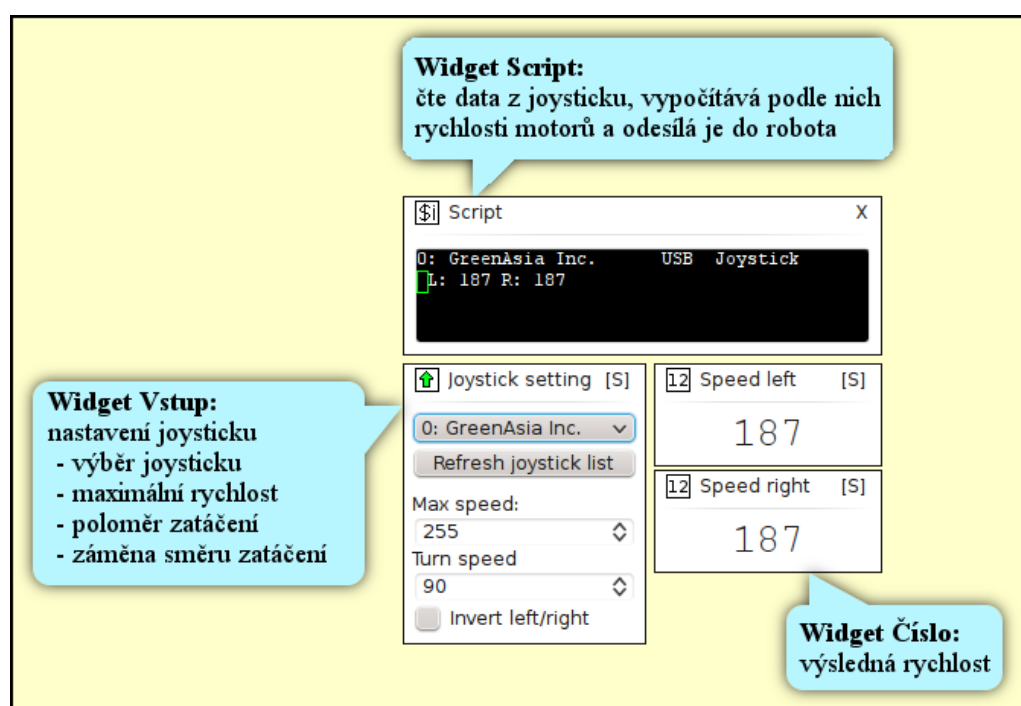 Widget Script:
čte data z joysticku, vypočítává podle nich
rychlosti motorů a odesílá je do robota
$i Script X
0: GreenAsia Inc. USB Joystick
L: 187 R: 187
Widget Vstup:
nastavení joysticku
- výběr joysticku
- maximální rychlost
- poloměr zatáčení
- záměna směru zatáčení
Joystick setting [S]
0: GreenAsia Inc.
Refresh joystick list
Max speed:
255
Turn speed
90
Invert left/right
12 Speed left [S]
187
12 Speed right [S]
187
Widget Číslo:
výsledná rychlost